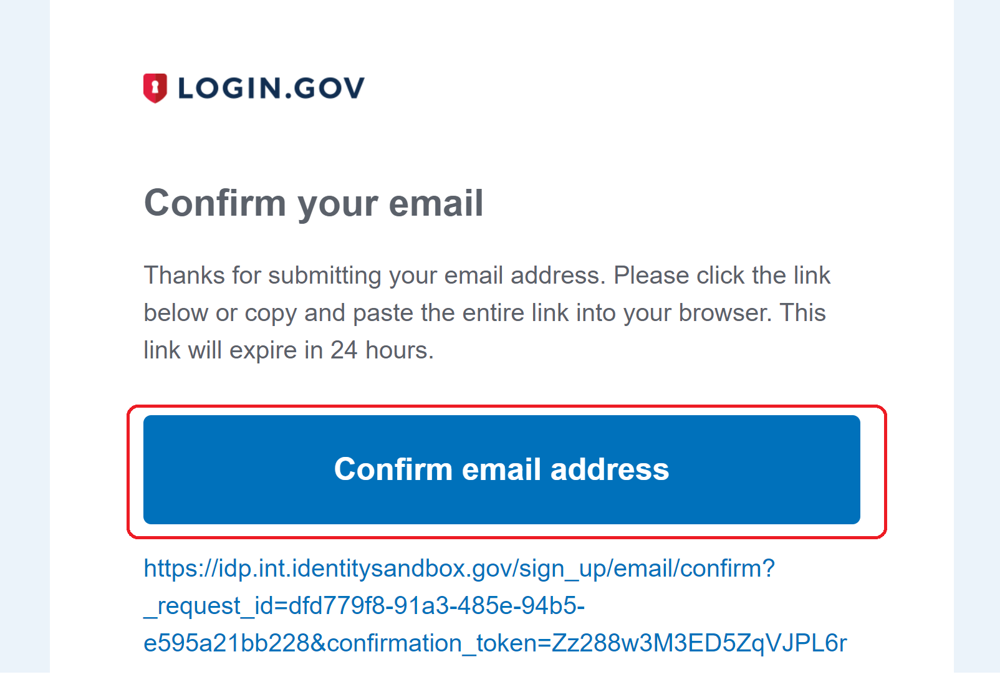 LOGIN.GOV
Confirm your email
Thanks for submitting your email address. Please click the link
below or copy and paste the entire link into your browser. This
link will expire in 24 hours.
Confirm email address
https://idp.int.identitysandbox.gov/sign_up/email/confirm?
_request_id=dfd779f8-91a3-485e-94b5-
e595a21bb228&confirmation_token=Zz288w3M3ED5ZqVJPL6r